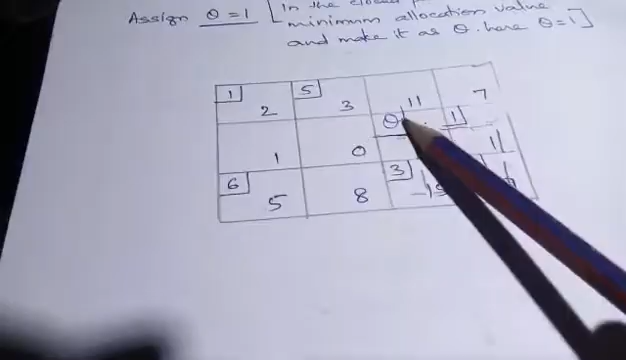 Assign θ = 1 [In the closed
minimum allocation value
and make it as θ. here θ=1]
1 2 5 3 11 7
1 0 θ 1 1
6 5 8 3 15